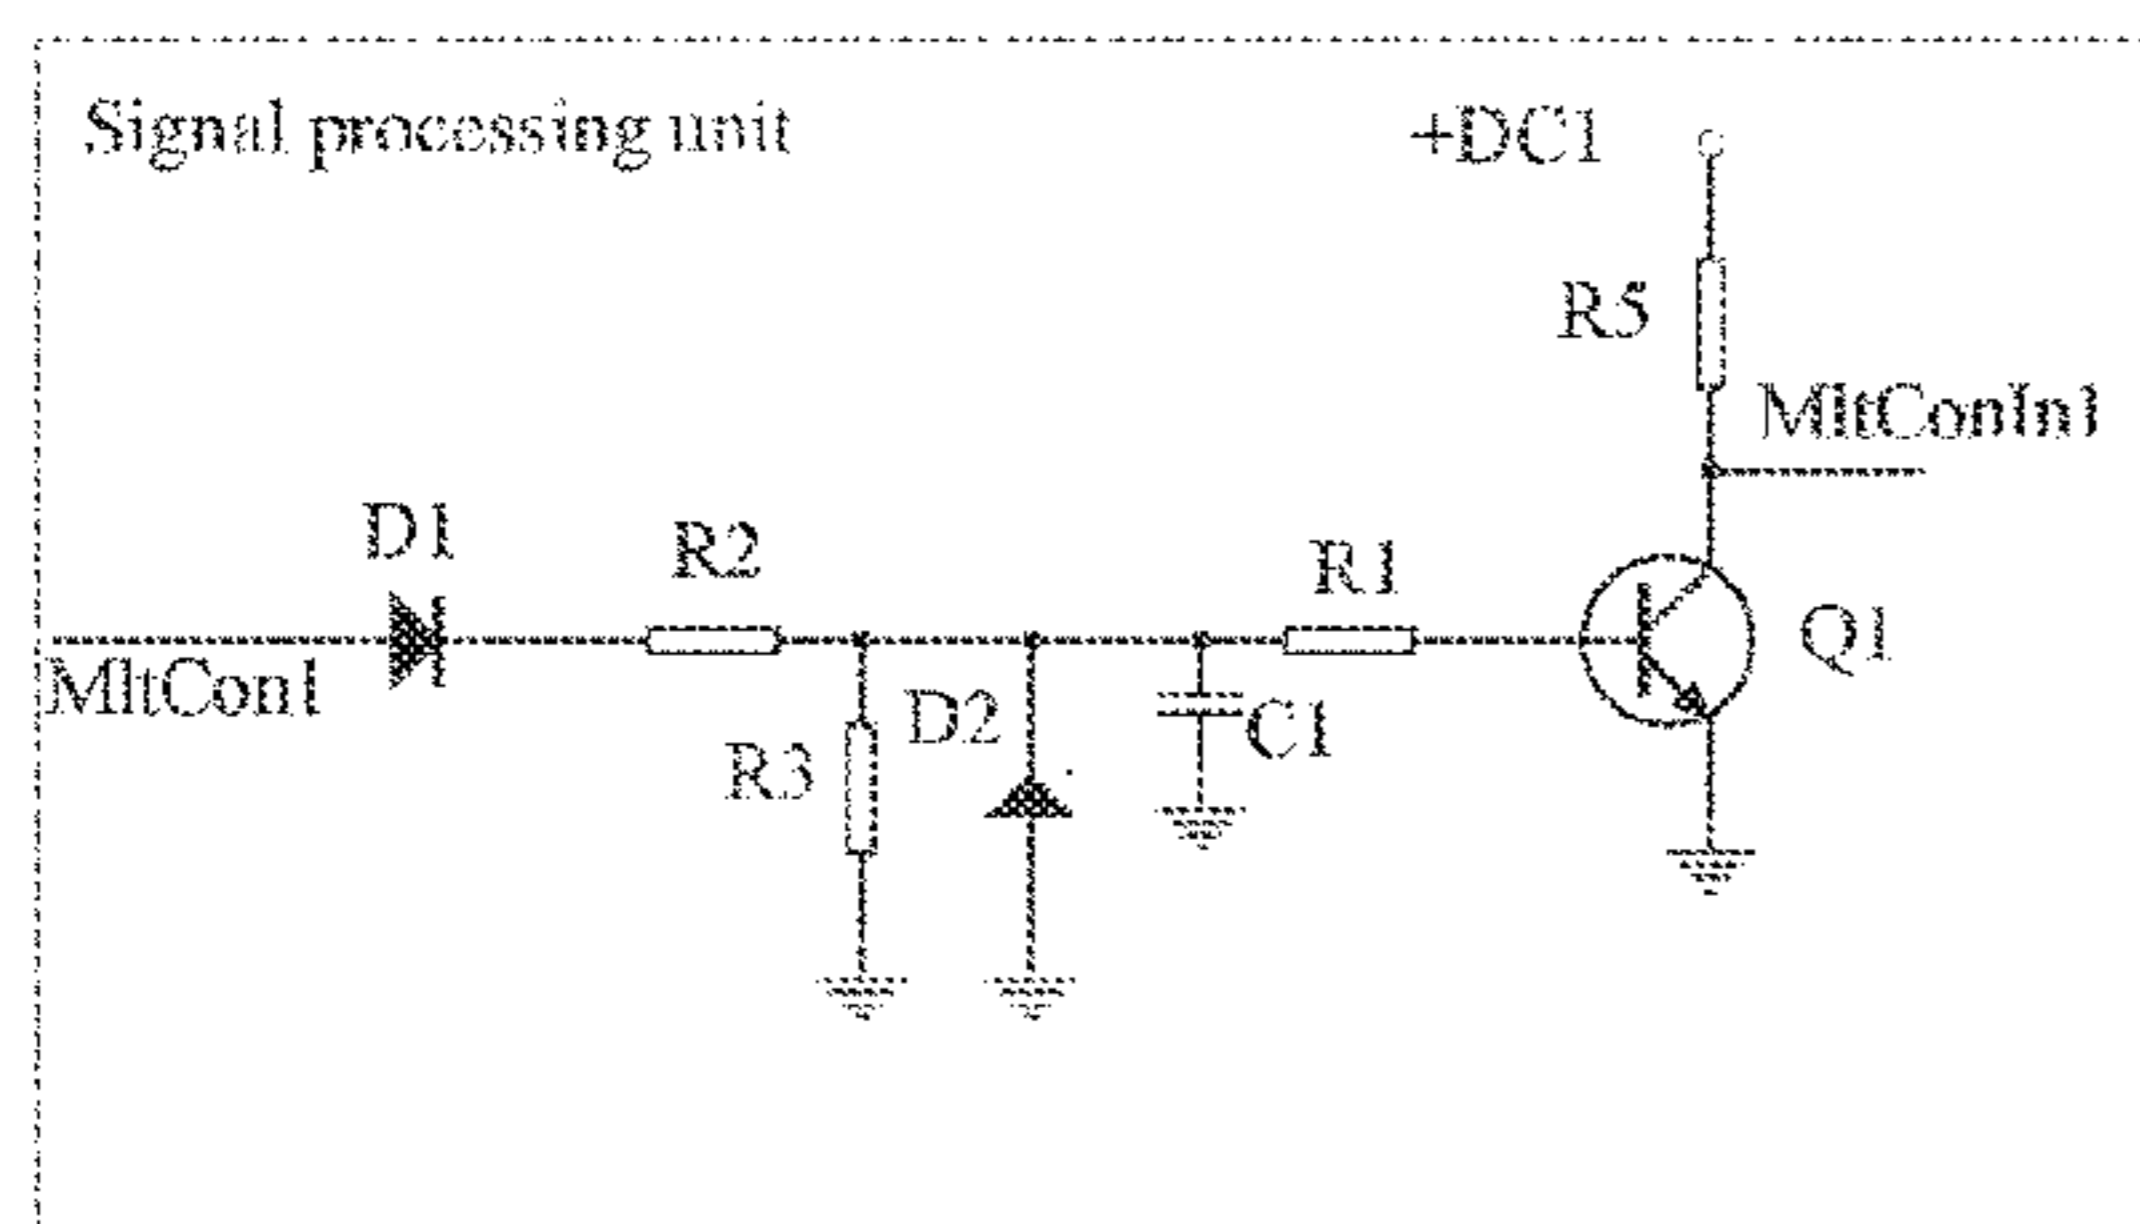 Signal processing unit
+DC1
R5
MltConIn1
D1
R2
R1
Q1
MltCon1
D2
C1
R3